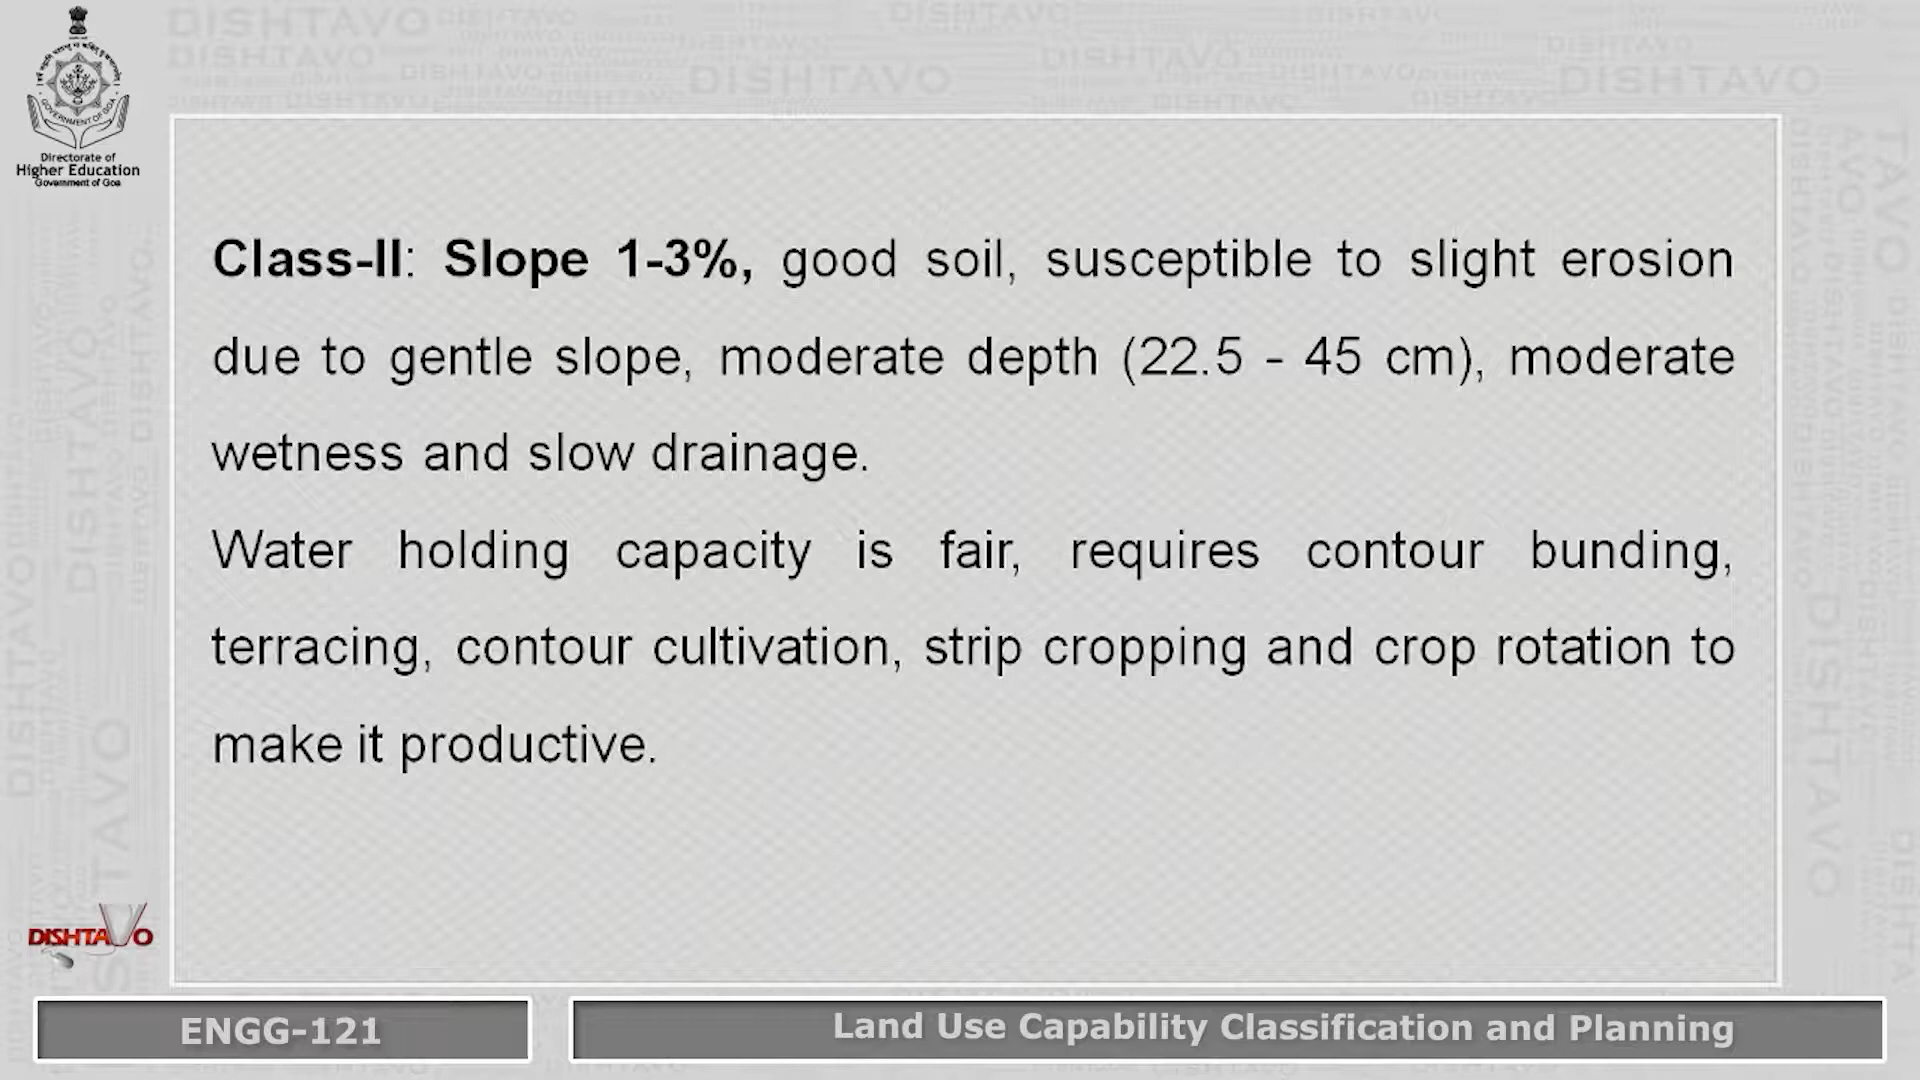 Directorate of
Higher Education
Government of Goa
Class-II: Slope 1-3%, good soil, susceptible to slight erosion
due to gentle slope, moderate depth (22.5 - 45 cm), moderate
wetness and slow drainage.
Water holding capacity is fair, requires contour bunding,
terracing, contour cultivation, strip cropping and crop rotation to
make it productive.
DISHTAVO
ENGG-121
Land Use Capability Classification and Planning